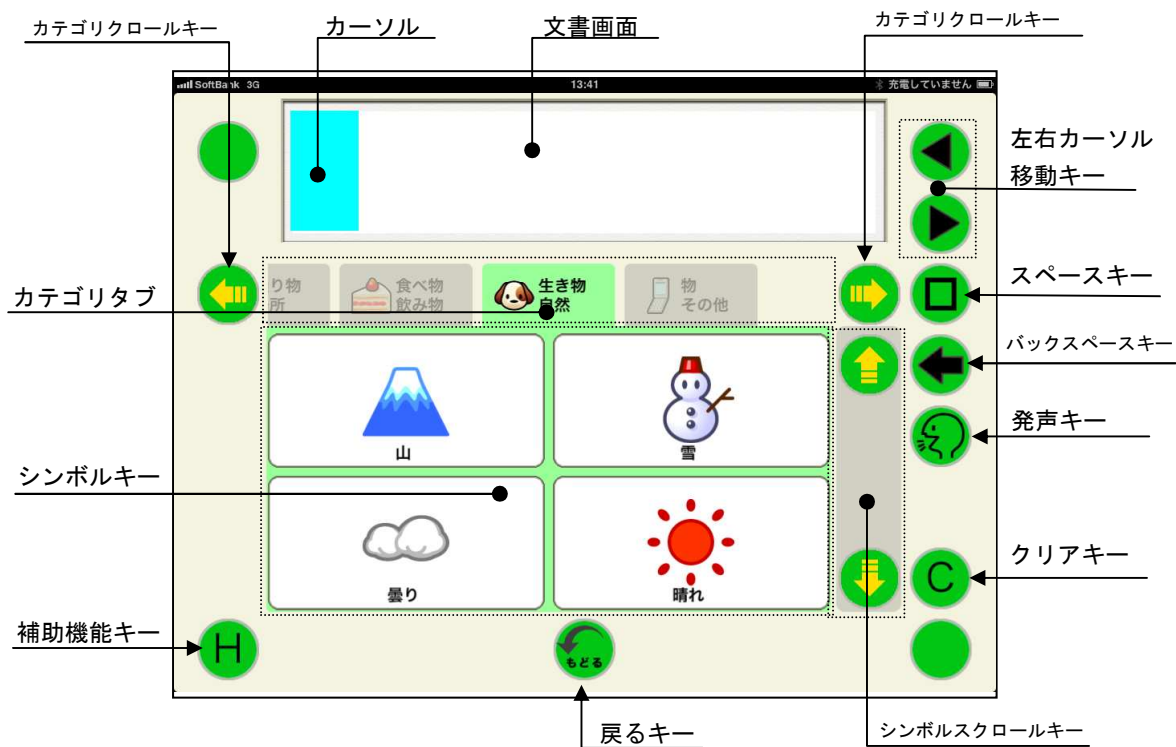 カテゴリクロールキー
カーソル
文書画面
カテゴリクロールキー
SoftBank 3G
13:41
充電していません
左右カーソル
移動キー
カテゴリタブ
り物
所
食べ物
飲み物
生き物
自然
物
その他
スペースキー
バックスペースキー
山
雪
発声キー
シンボルキー
曇り
晴れ
C
クリアキー
補助機能キー
H
もどる
戻るキー
シンボルスクロールキー